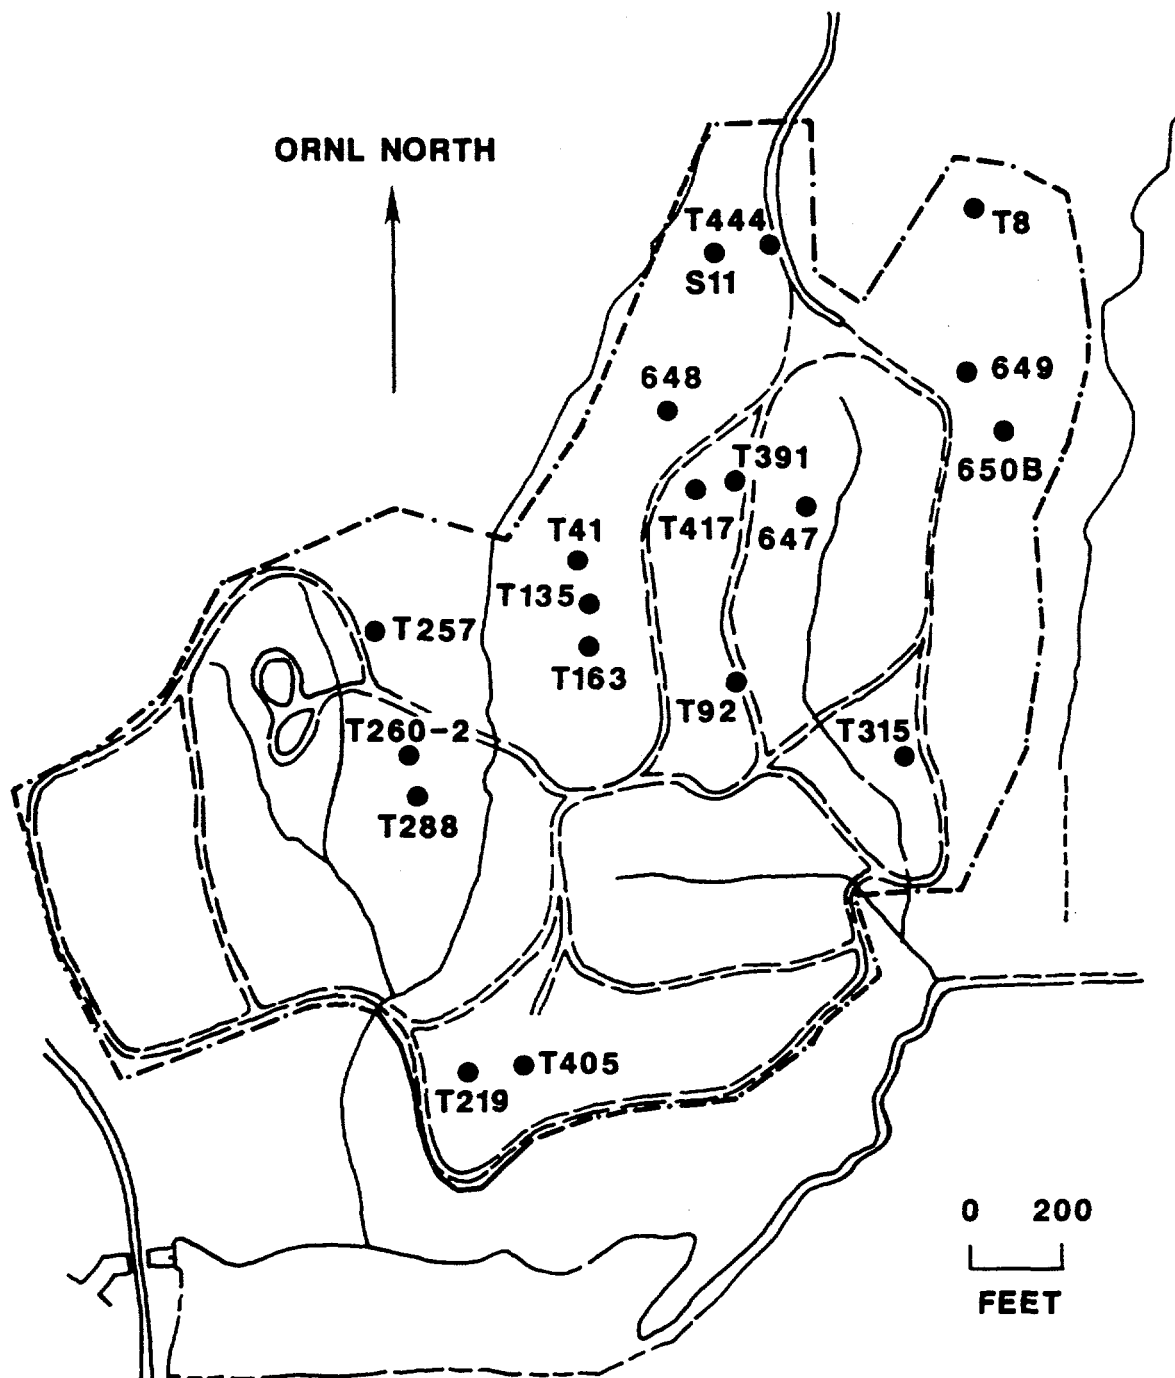 ORNL NORTH
T444
T8
S11
648
649
T391
650B
T417
647
T41
T135
T257
T163
T92
T260-2
T315
T288
T405
T219
0 200
FEET